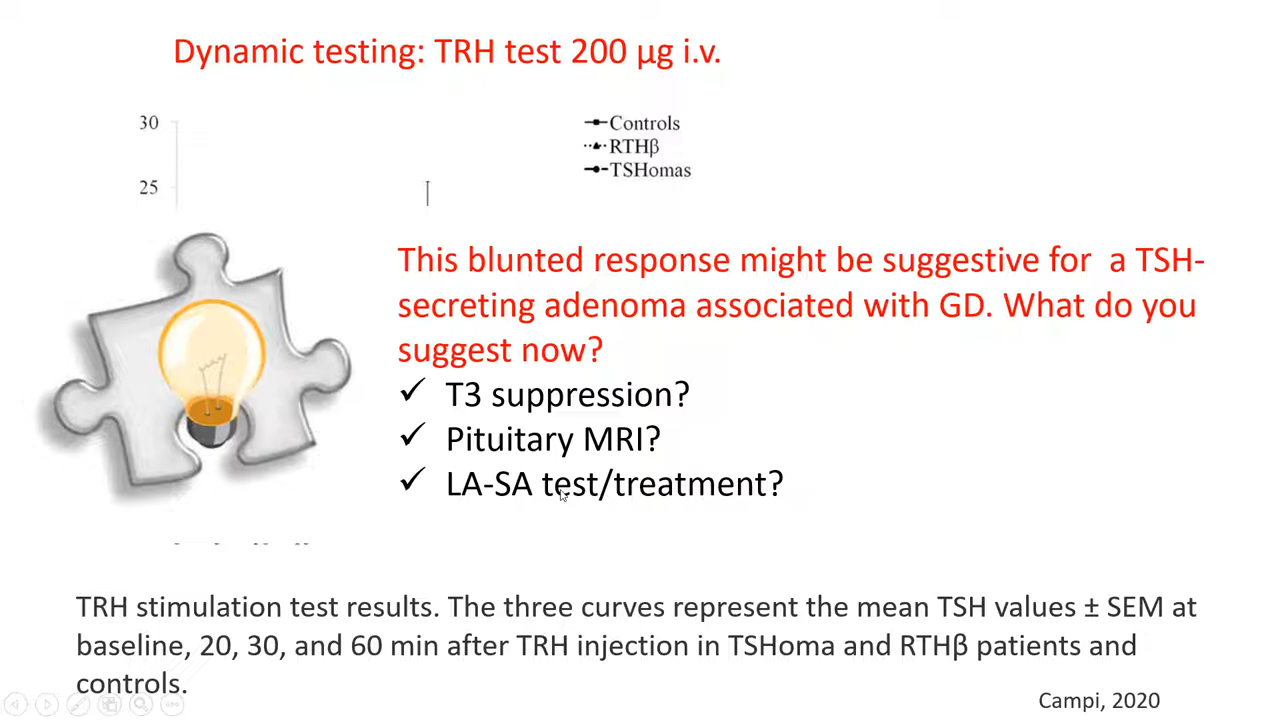 Dynamic testing: TRH test 200 µg i.v.
30
Controls
RTHβ
TSHomas
25
This blunted response might be suggestive for a TSH-
secreting adenoma associated with GD. What do you
suggest now?
✓ T3 suppression?
✓ Pituitary MRI?
✓ LA-SA test/treatment?
TRH stimulation test results. The three curves represent the mean TSH values ± SEM at
baseline, 20, 30, and 60 min after TRH injection in TSHoma and RTHβ patients and
controls.
Campi, 2020